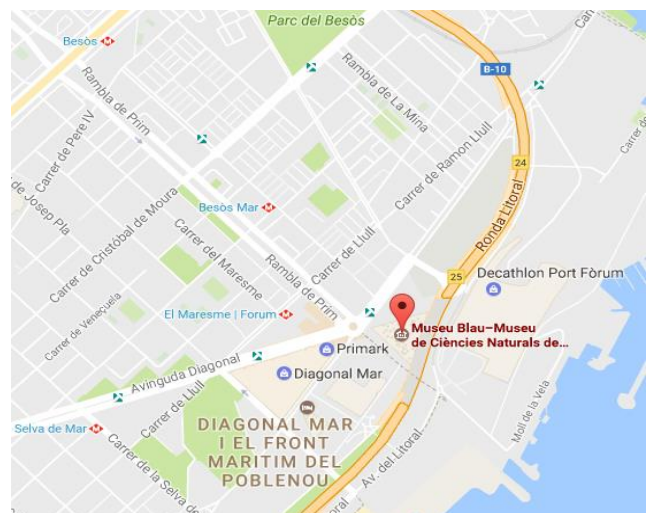 Parc del Besòs
Besòs
B-10
Rambla de Prim
Rambla de La Mina
Carrer de Pere IV
24
Carrer de Ramon Llull
de Josep Pla
Besòs Mar
Ronda Litoral
Carrer de Cristóbal de Moura
Carrer de Llull
Carrer del Maresme
Rambla de Prim
25
Decathlon Port Fòrum
El Maresme | Forum
Carrer de Veneçuela
Museu Blau-Museu
de Ciències Naturals de...
Primark
Avinguda Diagonal
Diagonal Mar
Moll de la Vela
Carrer de Llull
DIAGONAL MAR
I EL FRONT
MARITIM DEL
POBLENOU
Selva de Mar
Av. del Litoral
Carrer de la Selva de